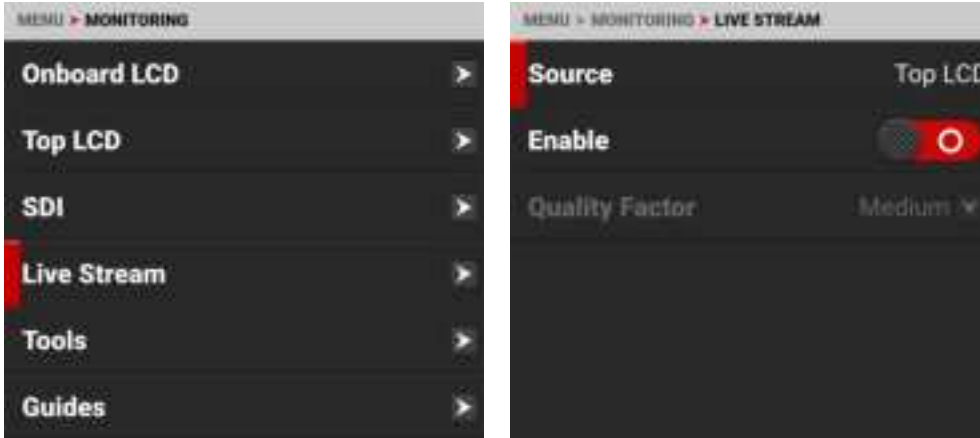 MENU ► MONITORING
Onboard LCD
Top LCD
SDI
Live Stream
Tools
Guides
MENU ► MONITORING ► LIVE STREAM
Source Top LCD
Enable
Quality Factor Medium